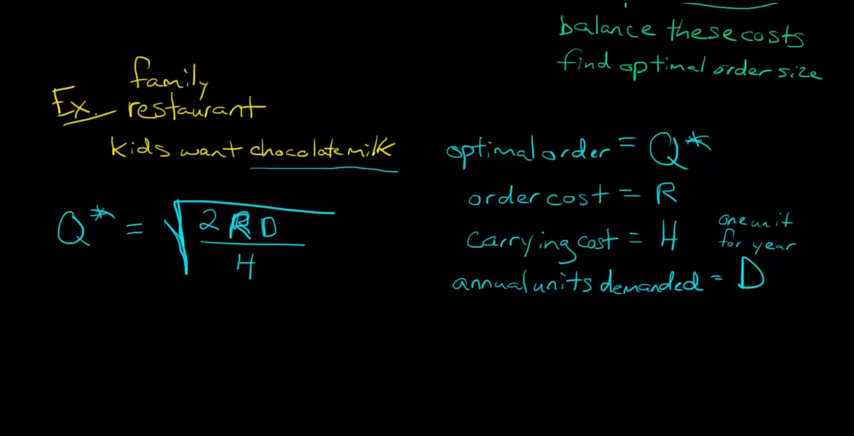 balance these costs
find optimal order size
family
Ex. restaurant
kids want chocolate milk
optimal order = Q*
order cost = R
carrying cost = H
one unit
for year
annual units demanded = D
Q* = √(2RD/H)